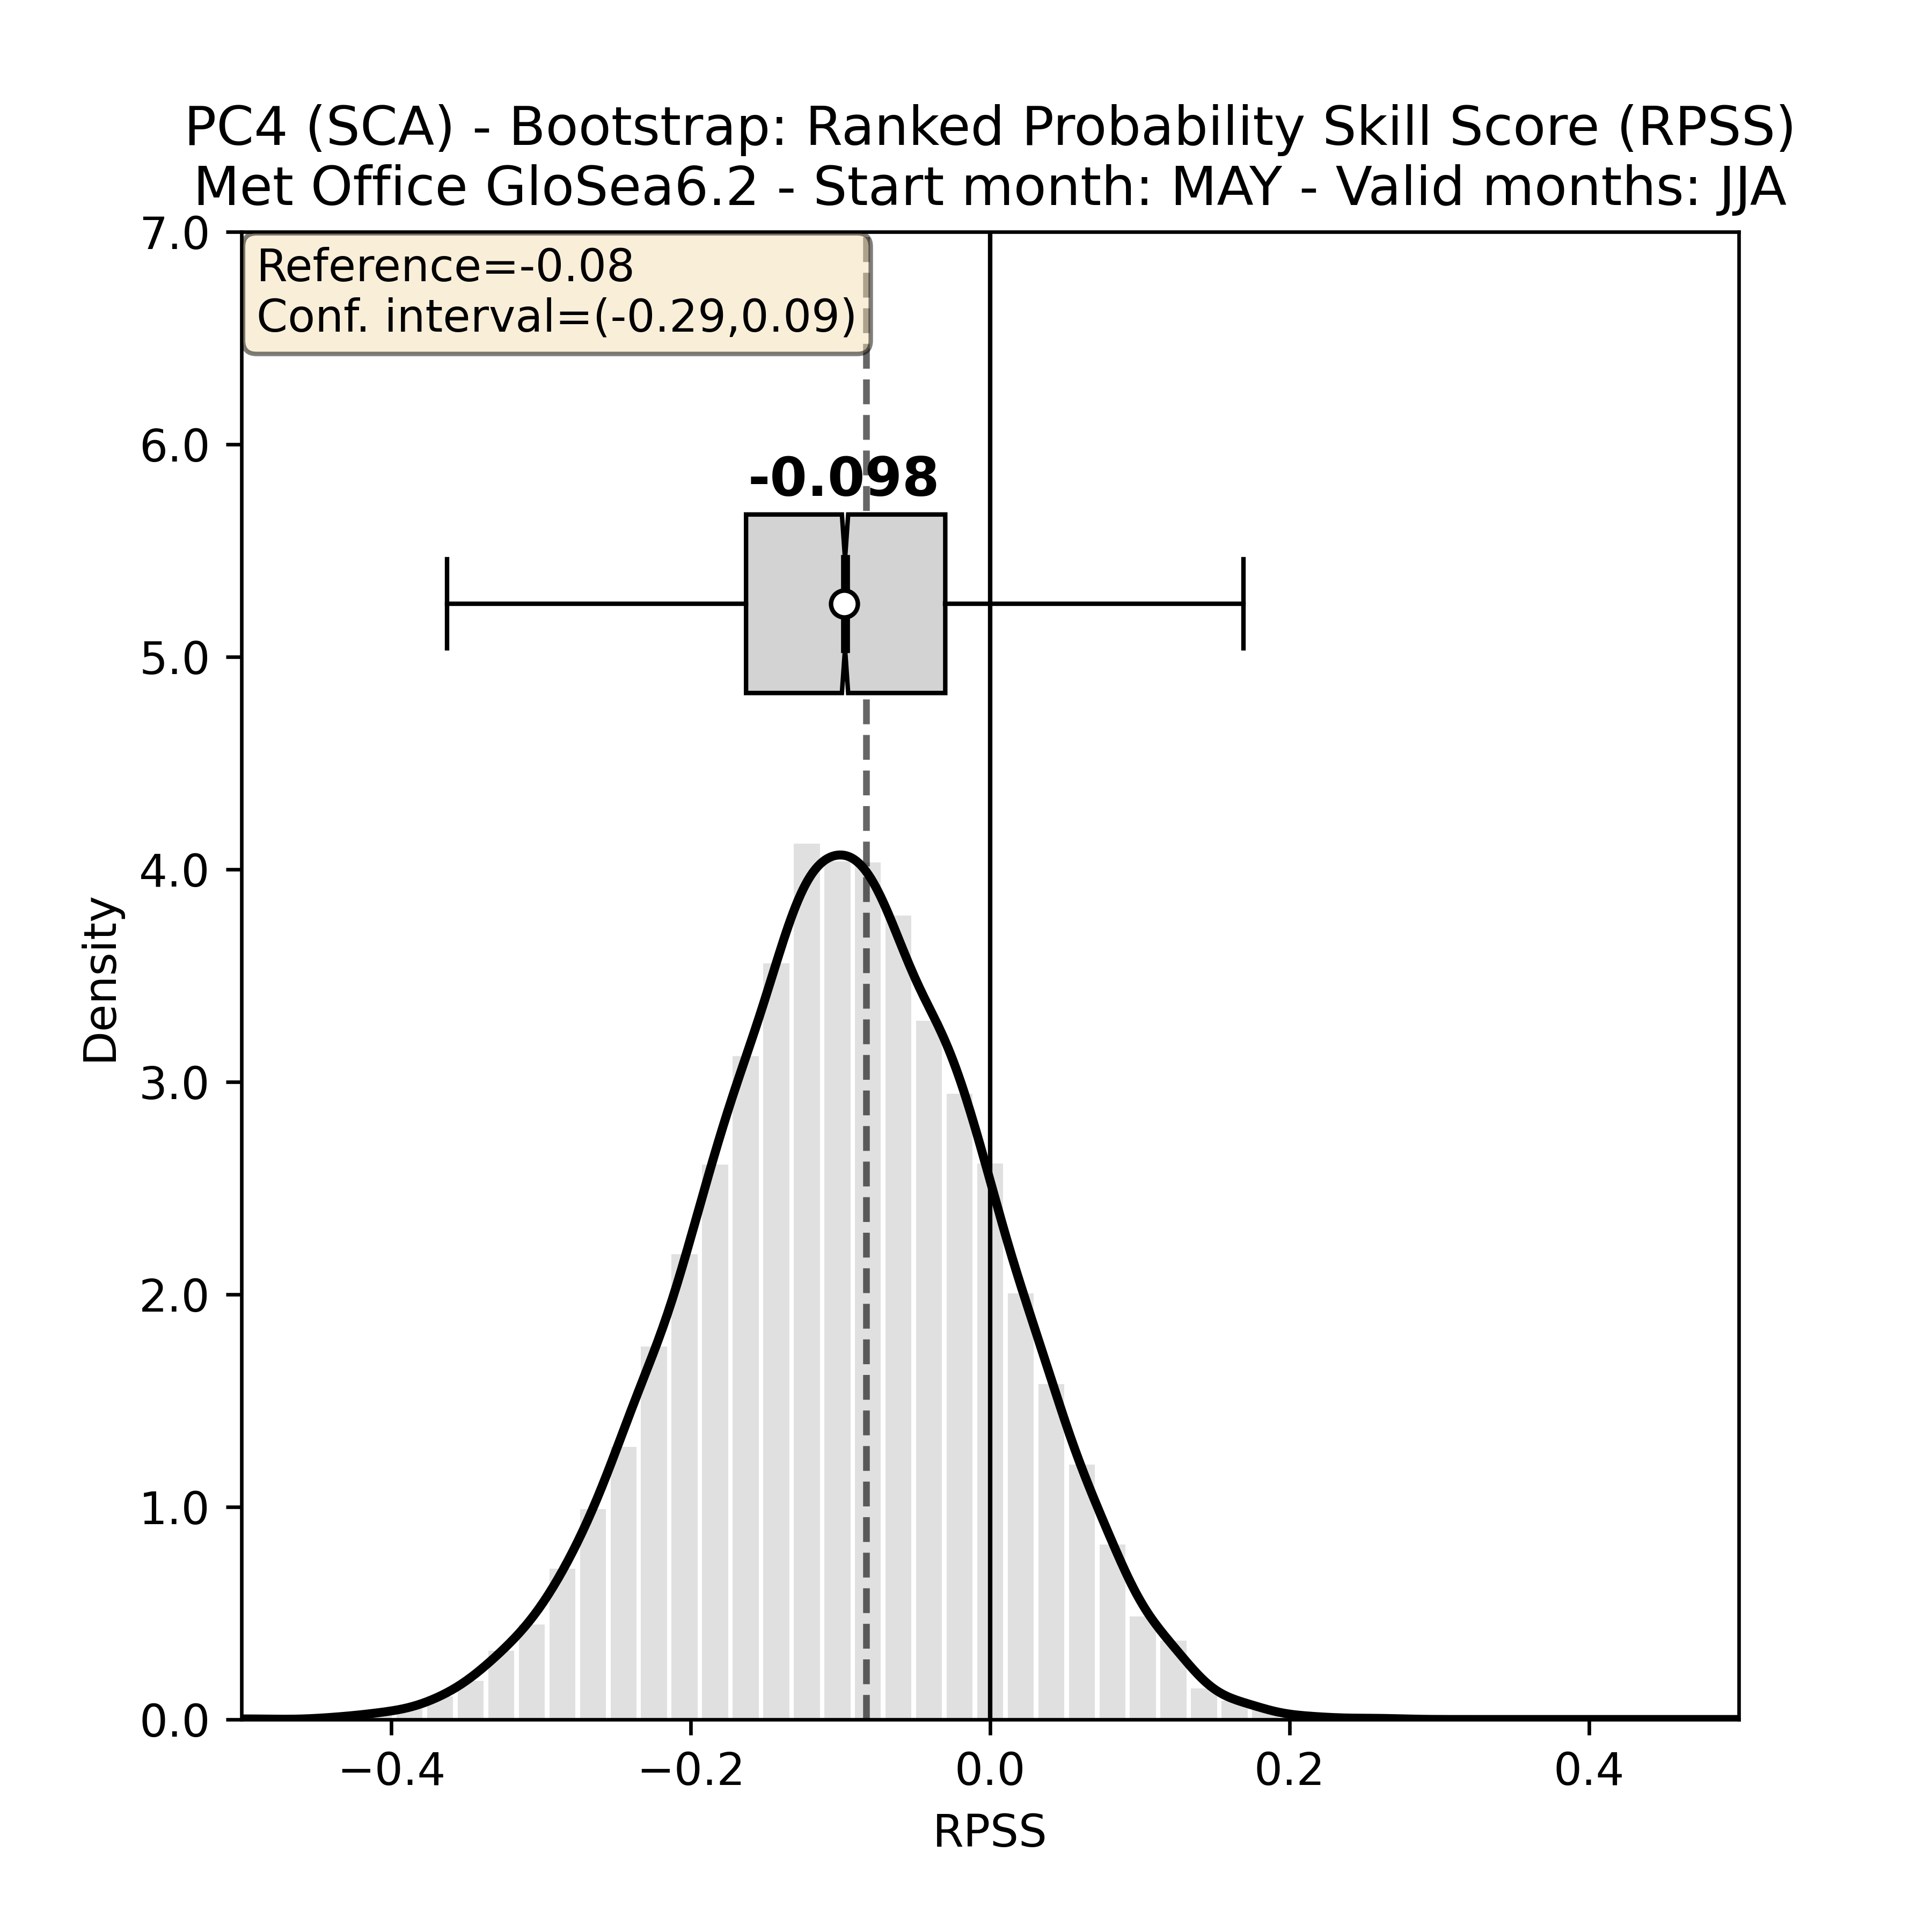 PC4 (SCA) - Bootstrap: Ranked Probability Skill Score (RPSS)
Met Office GloSea6.2 - Start month: MAY - Valid months: JJA
7.0
Reference=-0.08
Conf. interval=(-0.29,0.09)
6.0
-0.098
5.0
4.0
Density
3.0
2.0
1.0
0.0
−0.4 −0.2 0.0 0.2 0.4
RPSS